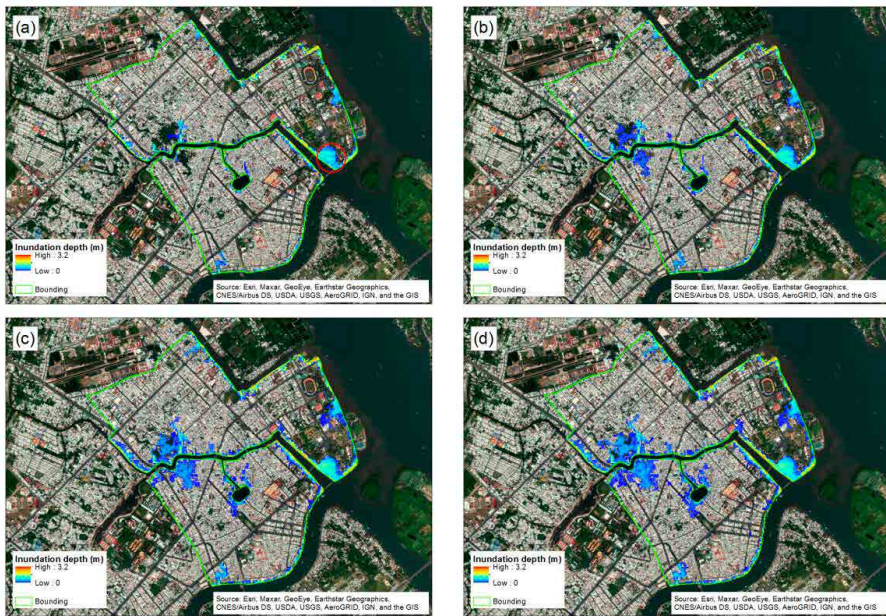 (a)
Inundation depth (m)
High : 3.2
Low : 0
Bounding
Source: Esri, Maxar, GeoEye, Earthstar Geographics,
CNES/Airbus DS, USDA, USGS, AeroGRID, IGN, and the GIS
(b)
Inundation depth (m)
High : 3.2
Low : 0
Bounding
Source: Esri, Maxar, GeoEye, Earthstar Geographics,
CNES/Airbus DS, USDA, USGS, AeroGRID, IGN, and the GIS
(c)
Inundation depth (m)
High : 3.2
Low : 0
Bounding
Source: Esri, Maxar, GeoEye, Earthstar Geographics,
CNES/Airbus DS, USDA, USGS, AeroGRID, IGN, and the GIS
(d)
Inundation depth (m)
High : 3.2
Low : 0
Bounding
Source: Esri, Maxar, GeoEye, Earthstar Geographics,
CNES/Airbus DS, USDA, USGS, AeroGRID, IGN, and the GIS